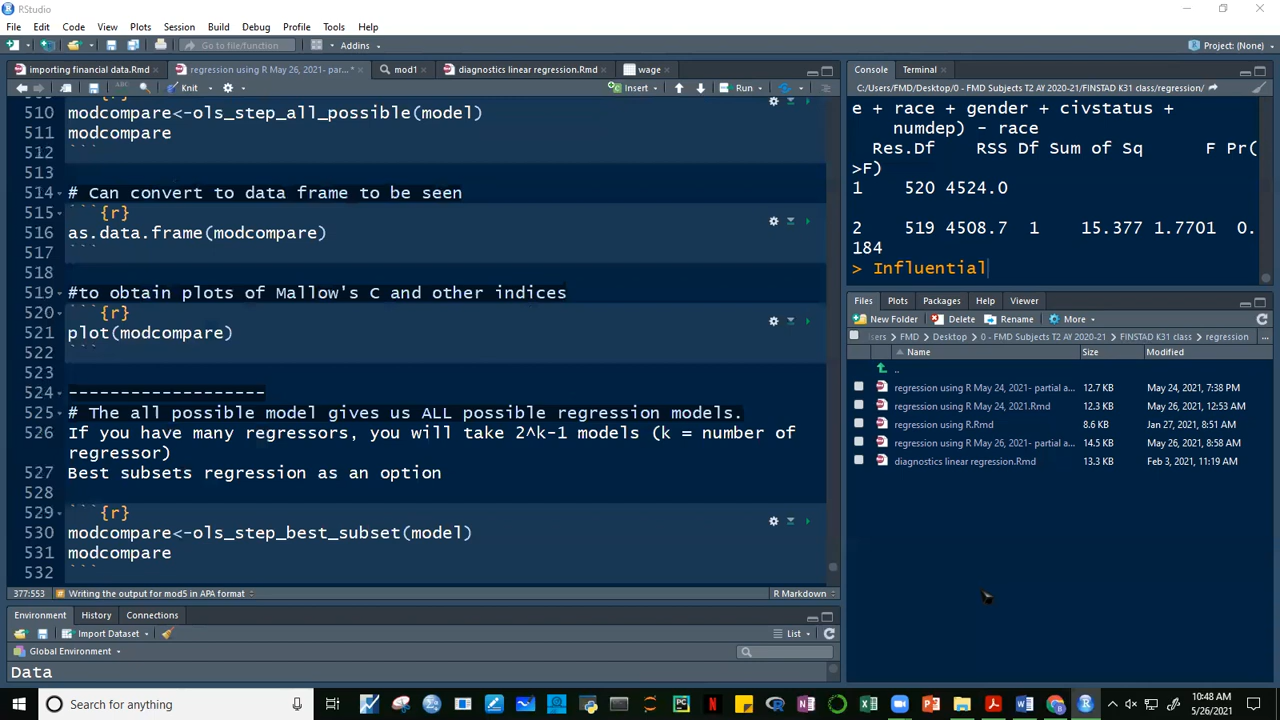 RStudio
File Edit Code View Plots Session Build Debug Profile Tools Help
Go to file/function Addins Project: (None)
importing financial data.Rmd regression using R May 26, 2021- par...* mod1 diagnostics linear regression.Rmd wage
Knit Insert Run
510 modcompare<-ols_step_all_possible(model)
511 modcompare
512 ```
513
514 # Can convert to data frame to be seen
515 ```{r}
516 as.data.frame(modcompare)
517 ```
518
519 #to obtain plots of Mallow's C and other indices
520 ```{r}
521 plot(modcompare)
522 ```
523
524 -------------------
525 # The all possible model gives us ALL possible regression models.
526 If you have many regressors, you will take 2^k-1 models (k = number of
regressor)
527 Best subsets regression as an option
528
529 ```{r}
530 modcompare<-ols_step_best_subset(model)
531 modcompare
532 ```
377:553 Writing the output for mod5 in APA format R Markdown
Environment History Connections
Import Dataset List
Global Environment
Data
Console Terminal
C:/Users/FMD/Desktop/0 - FMD Subjects T2 AY 2020-21/FINSTAD K31 class/regression/
e + race + gender + civstatus +
numdep) - race
Res.Df RSS Df Sum of Sq F Pr(
>F)
1 520 4524.0
2 519 4508.7 1 15.377 1.7701 0.
184
> Influential
Files Plots Packages Help Viewer
New Folder Delete Rename More
sers FMD Desktop 0 - FMD Subjects T2 AY 2020-21 FINSTAD K31 class regression ...
Name Size Modified
..
regression using R May 24, 2021- partial a... 12.7 KB May 24, 2021, 7:38 PM
regression using R May 24, 2021.Rmd 12.3 KB May 26, 2021, 12:53 AM
regression using R.Rmd 8.6 KB Jan 27, 2021, 8:51 AM
regression using R May 26, 2021- partial a... 14.5 KB May 26, 2021, 8:58 AM
diagnostics linear regression.Rmd 13.3 KB Feb 3, 2021, 11:19 AM
Search for anything
10:48 AM
5/26/2021